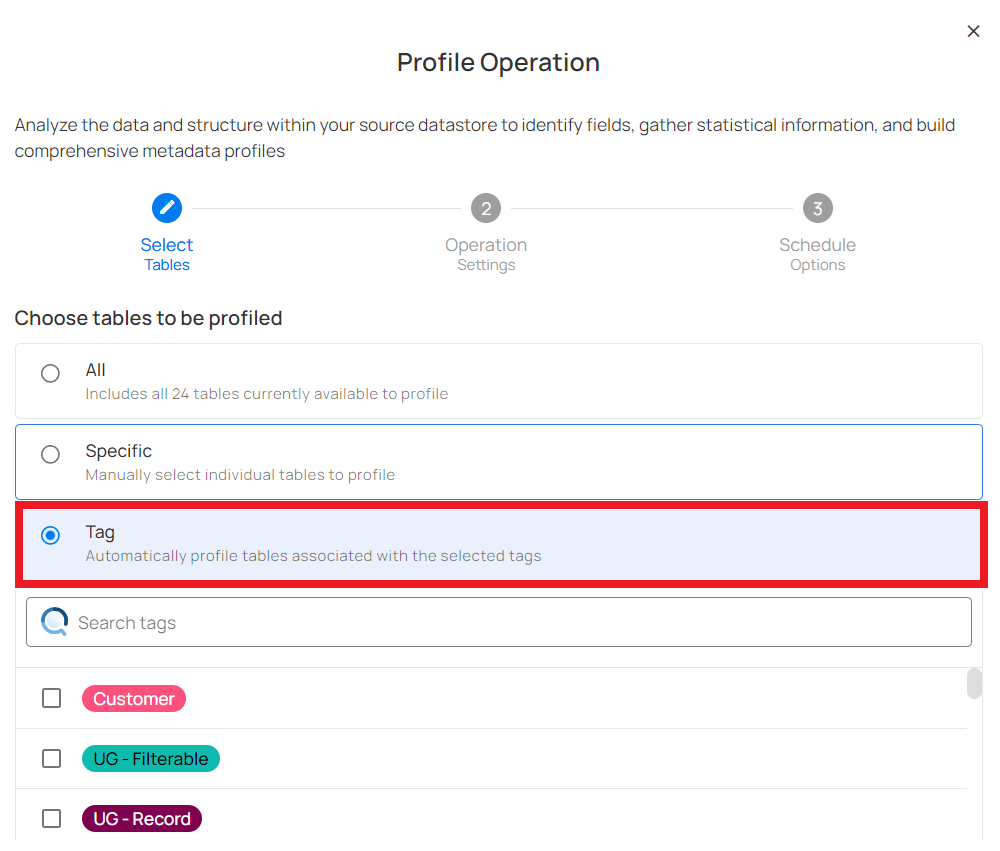 Profile Operation
Analyze the data and structure within your source datastore to identify fields, gather statistical information, and build
comprehensive metadata profiles
2
3
Select
Tables
Operation
Settings
Schedule
Options
Choose tables to be profiled
All
Includes all 24 tables currently available to profile
Specific
Manually select individual tables to profile
Tag
Automatically profile tables associated with the selected tags
Search tags
Customer
UG - Filterable
UG - Record